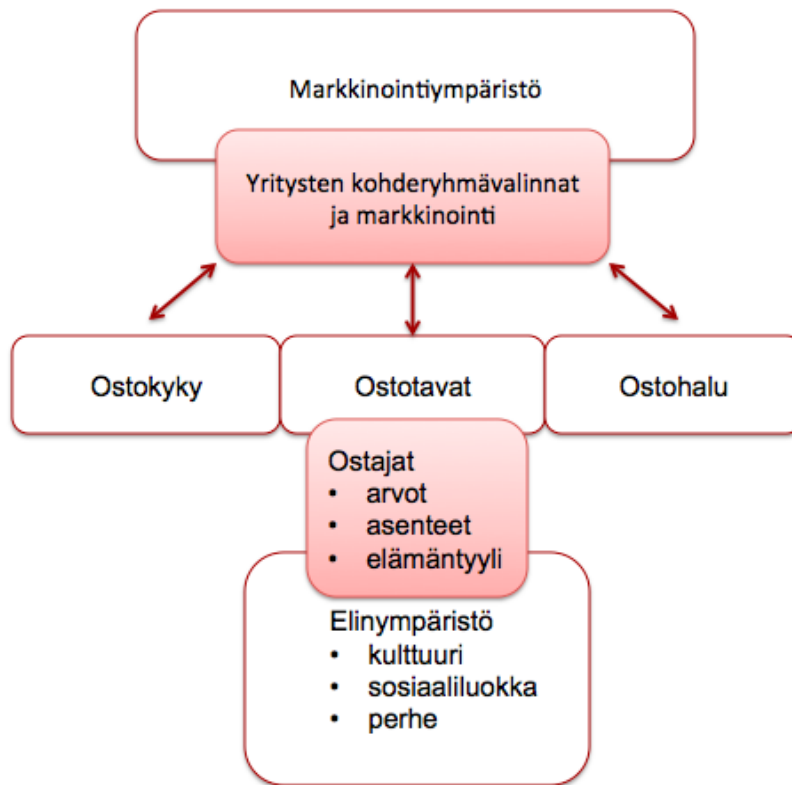 Markkinointiympäristö
Yritysten kohderyhmävalinnat
ja markkinointi
Ostokyky
Ostotavat
Ostohalu
Ostajat
• arvot
• asenteet
• elämäntyyli
Elinympäristö
• kulttuuri
• sosiaaliluokka
• perhe